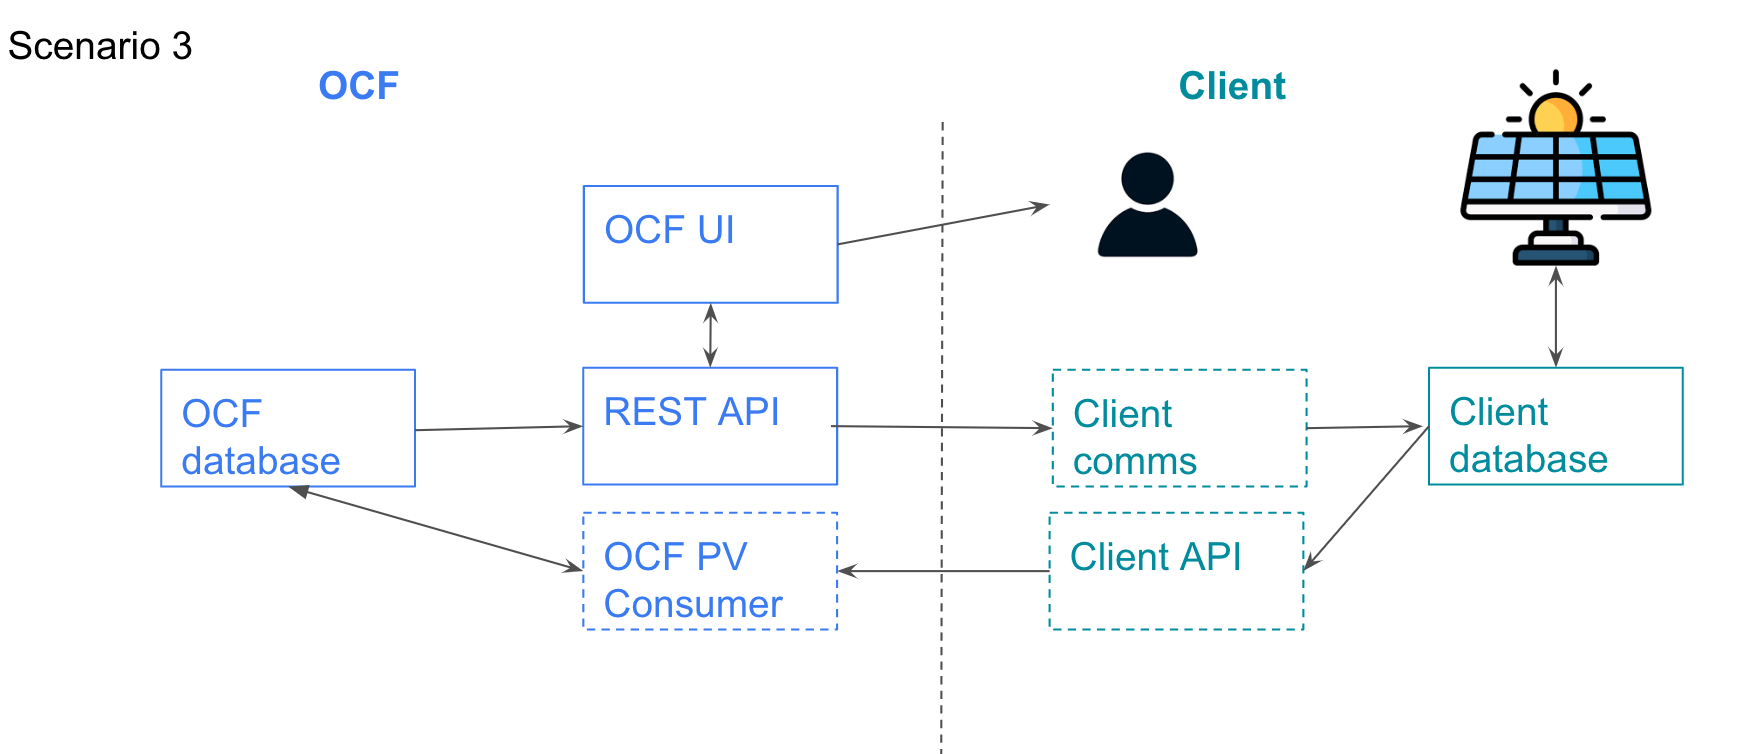 Scenario 3
OCF
Client
OCF UI
OCF
database
REST API
Client
comms
Client
database
OCF PV
Consumer
Client API